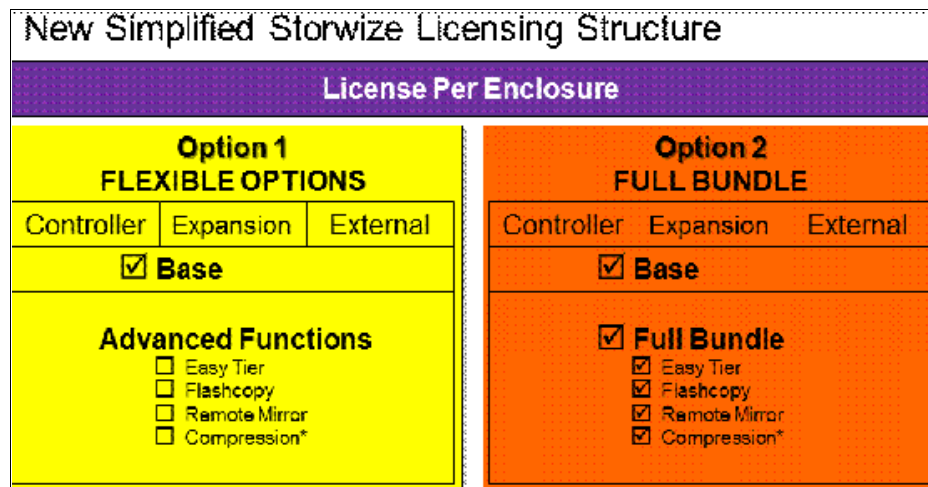 New Simplified Storwize Licensing Structure
License Per Enclosure
Option 1
FLEXIBLE OPTIONS
Controller Expansion External
Base
Advanced Functions
Easy Tier
Flashcopy
Remote Mirror
Compression*
Option 2
FULL BUNDLE
Controller Expansion External
Base
Full Bundle
Easy Tier
Flashcopy
Remote Mirror
Compression*